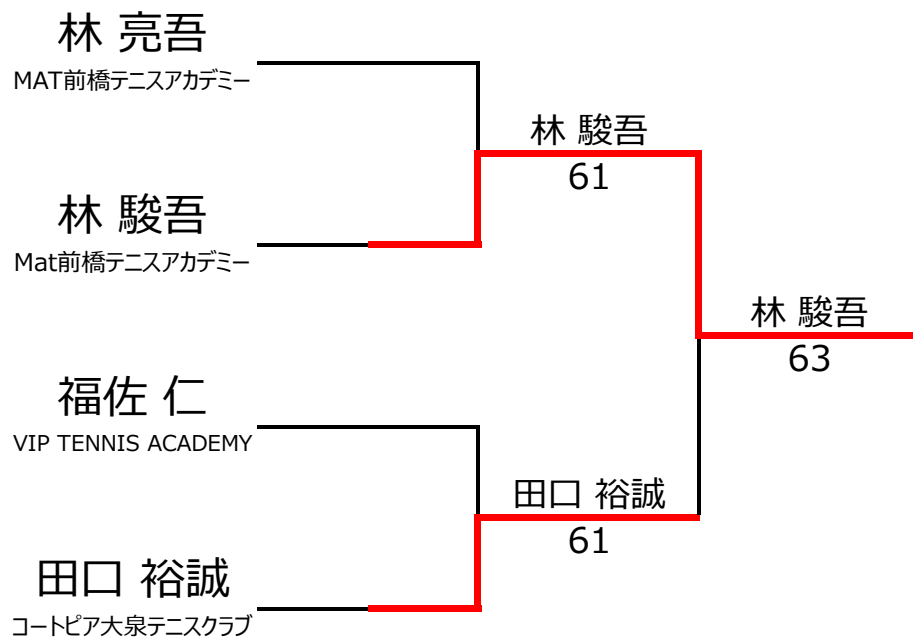 林 亮吾
MAT前橋テニスアカデミー
林 駿吾
61
林 駿吾
Mat前橋テニスアカデミー
林 駿吾
63
福佐 仁
VIP TENNIS ACADEMY
田口 裕誠
61
田口 裕誠
コートピア大泉テニスクラブ